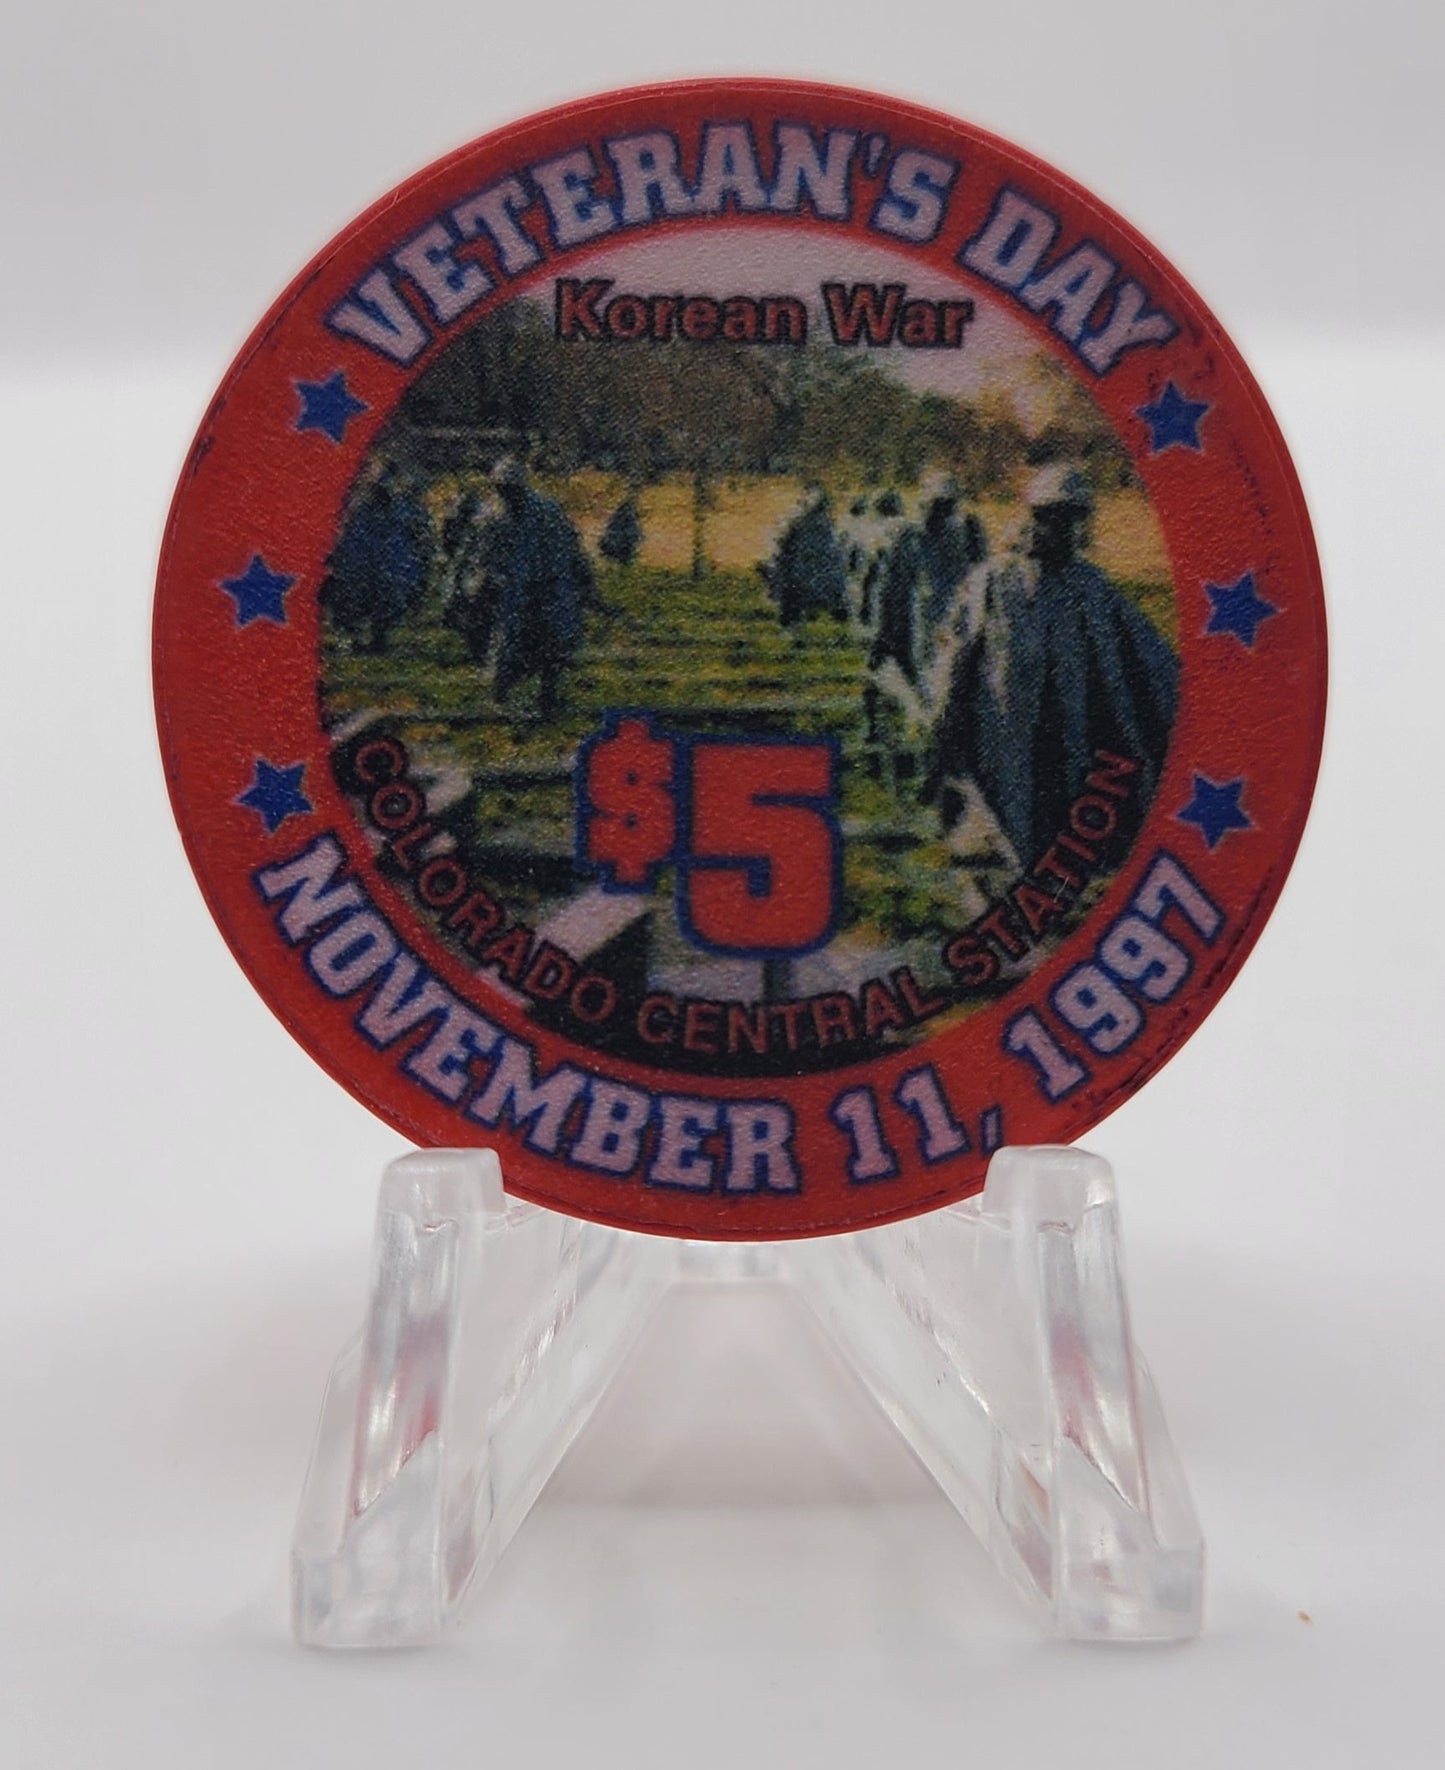 VETERAN'S DAY
Korean War
$5
COLORADO CENTRAL STATION
NOVEMBER 11, 1997